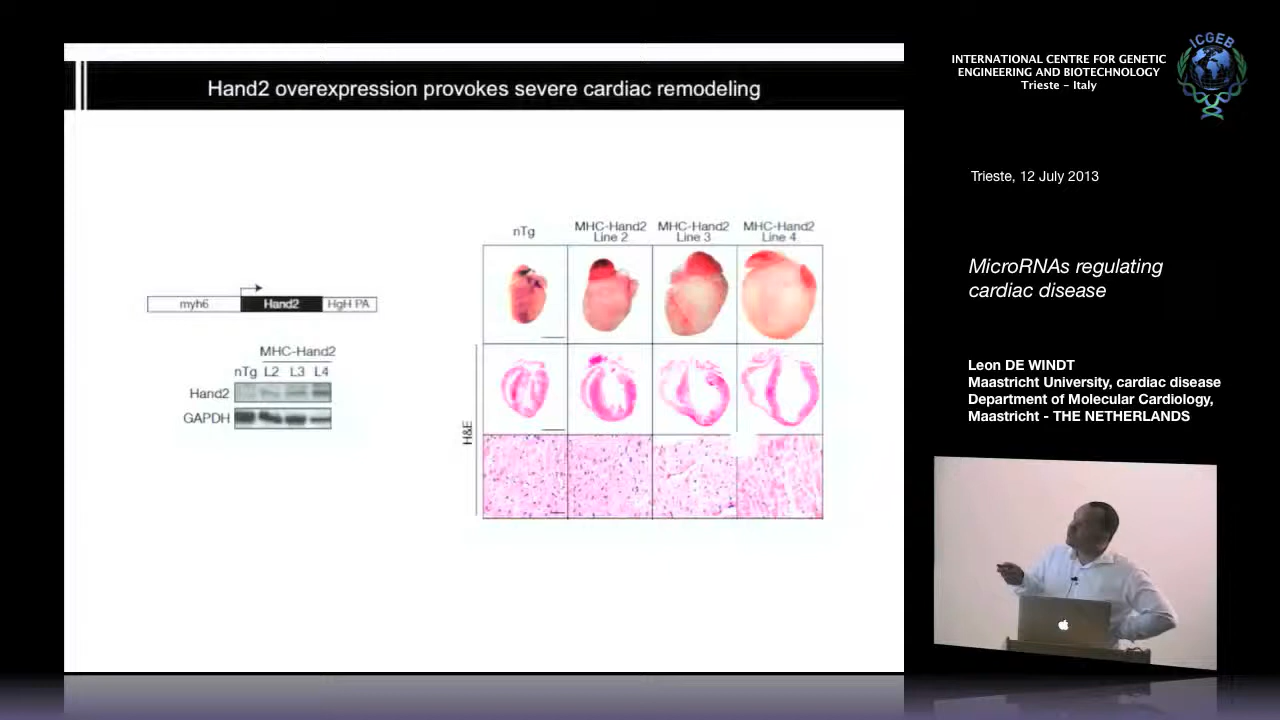 Hand2 overexpression provokes severe cardiac remodeling
myh6 Hand2 HgH PA
MHC-Hand2
nTg L2 L3 L4
Hand2
GAPDH
nTg
MHC-Hand2
Line 2
MHC-Hand2
Line 3
MHC-Hand2
Line 4
H&E
INTERNATIONAL CENTRE FOR GENETIC
ENGINEERING AND BIOTECHNOLOGY
Trieste - Italy
ICGEB
Trieste, 12 July 2013
MicroRNAs regulating
cardiac disease
Leon DE WINDT
Maastricht University, cardiac disease
Department of Molecular Cardiology,
Maastricht - THE NETHERLANDS